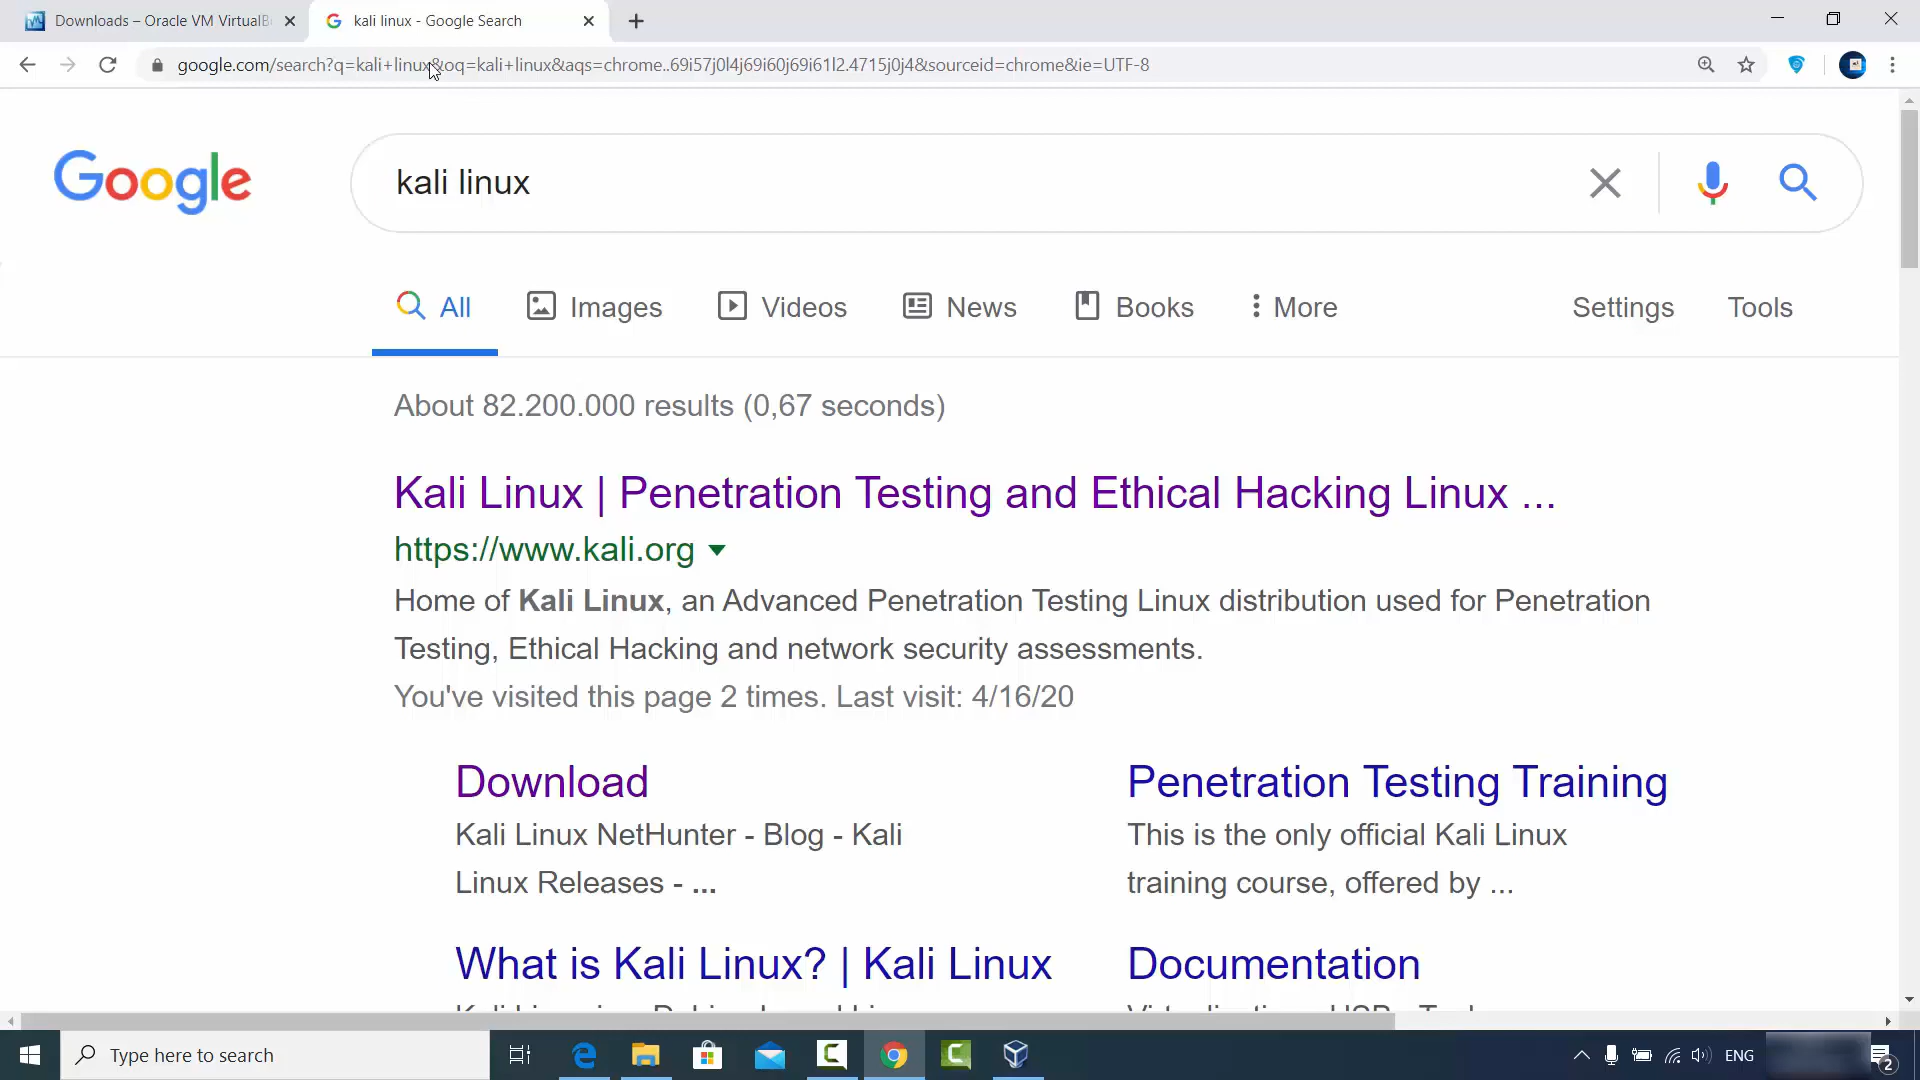 Downloads – Oracle VM VirtualB
kali linux - Google Search
google.com/search?q=kali+linux&oq=kali+linux&aqs=chrome..69i57j0l4j69i60j69i61l2.4715j0j4&sourceid=chrome&ie=UTF-8
Google
kali linux
All Images Videos News Books More Settings Tools
About 82.200.000 results (0,67 seconds)
Kali Linux | Penetration Testing and Ethical Hacking Linux ...
https://www.kali.org
Home of Kali Linux, an Advanced Penetration Testing Linux distribution used for Penetration
Testing, Ethical Hacking and network security assessments.
You've visited this page 2 times. Last visit: 4/16/20
Download
Kali Linux NetHunter - Blog - Kali
Linux Releases - ...
Penetration Testing Training
This is the only official Kali Linux
training course, offered by ...
What is Kali Linux? | Kali Linux
Documentation
Type here to search
ENG
2